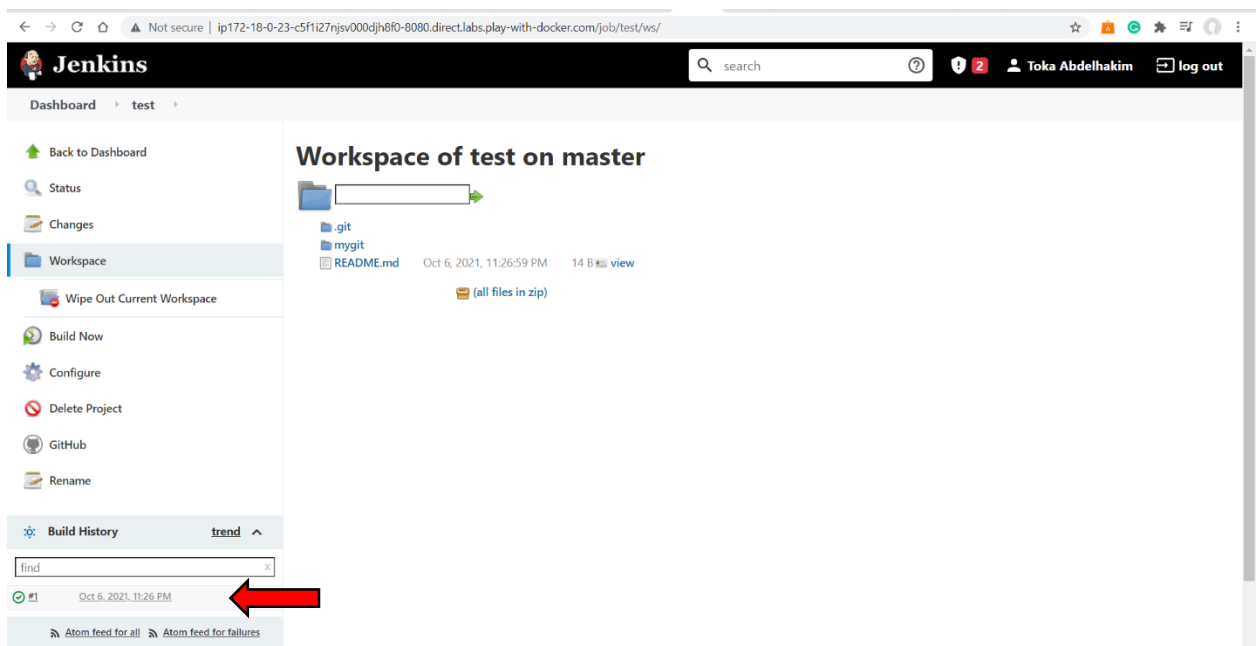 Not secure | ip172-18-0-23-c5f1i27njsv000djh8f0-8080.direct.labs.play-with-docker.com/job/test/ws/
Jenkins
search
2
Toka Abdelhakim
log out
Dashboard
test
Back to Dashboard
Status
Changes
Workspace
Wipe Out Current Workspace
Build Now
Configure
Delete Project
GitHub
Rename
Build History
trend
find
x
#1 Oct 6, 2021, 11:26 PM
Atom feed for all Atom feed for failures
Workspace of test on master
.git
mygit
README.md Oct 6, 2021, 11:26:59 PM 14 B view
(all files in zip)